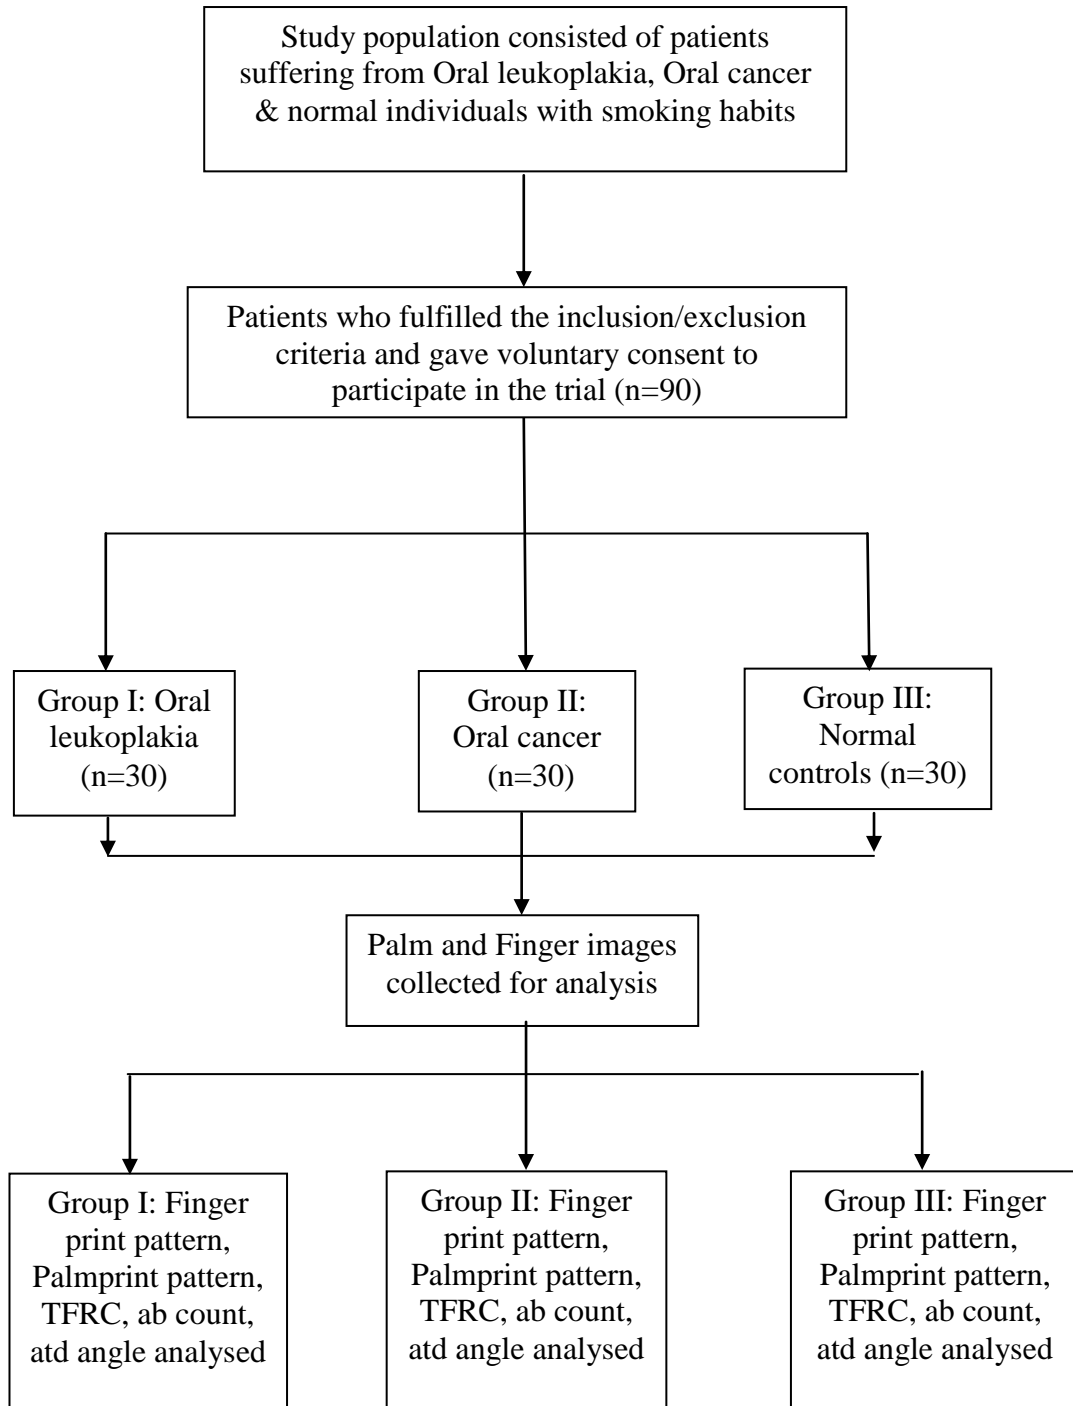 Study population consisted of patients
suffering from Oral leukoplakia, Oral cancer
& normal individuals with smoking habits
Patients who fulfilled the inclusion/exclusion
criteria and gave voluntary consent to
participate in the trial (n=90)
Group I: Oral
leukoplakia
(n=30)
Group II:
Oral cancer
(n=30)
Group III:
Normal
controls (n=30)
Palm and Finger images
collected for analysis
Group I: Finger
print pattern,
Palmprint pattern,
TFRC, ab count,
atd angle analysed
Group II: Finger
print pattern,
Palmprint pattern,
TFRC, ab count,
atd angle analysed
Group III: Finger
print pattern,
Palmprint pattern,
TFRC, ab count,
atd angle analysed